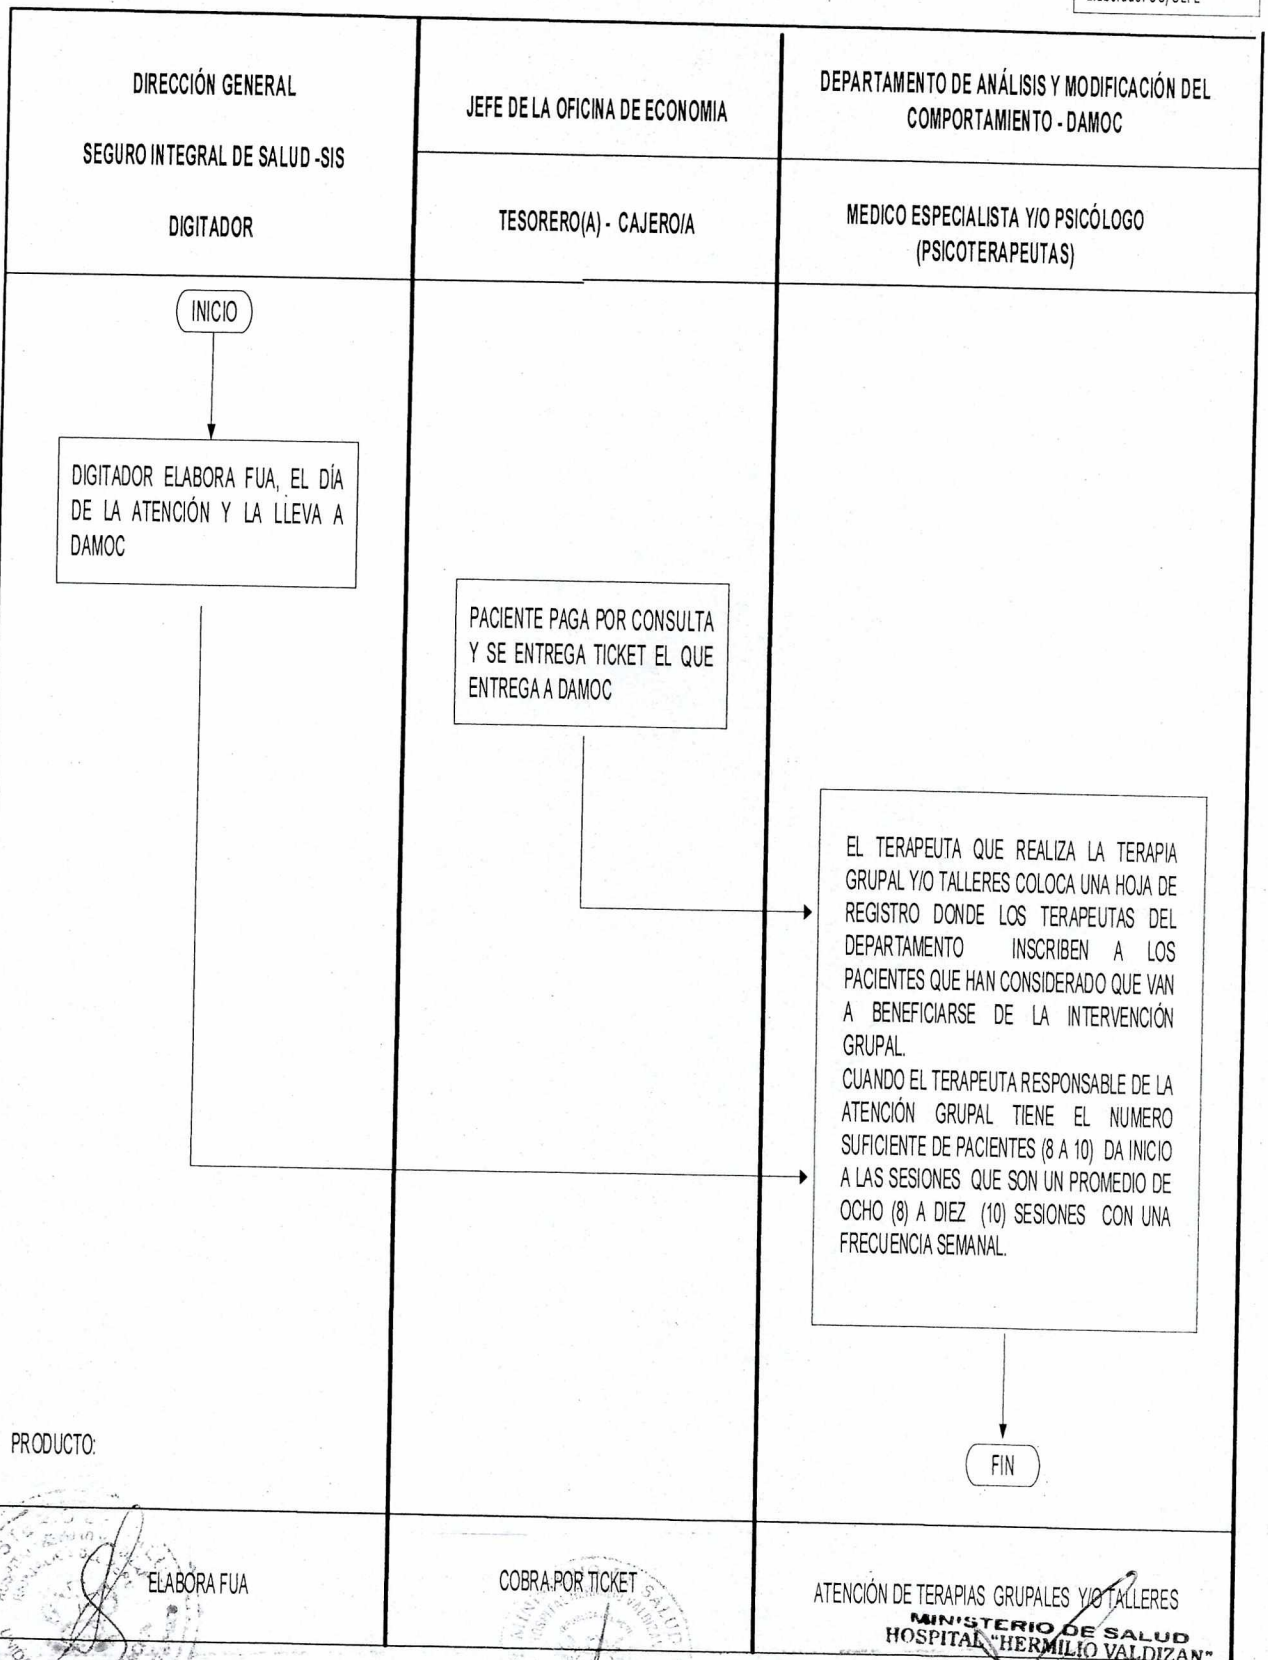 DIRECCIÓN GENERAL
SEGURO INTEGRAL DE SALUD -SIS
DIGITADOR
JEFE DE LA OFICINA DE ECONOMIA
TESORERO(A) - CAJERO/A
DEPARTAMENTO DE ANÁLISIS Y MODIFICACIÓN DEL
COMPORTAMIENTO - DAMOC
MEDICO ESPECIALISTA Y/O PSICÓLOGO
(PSICOTERAPEUTAS)
INICIO
DIGITADOR ELABORA FUA, EL DÍA
DE LA ATENCIÓN Y LA LLEVA A
DAMOC
PACIENTE PAGA POR CONSULTA
Y SE ENTREGA TICKET EL QUE
ENTREGA A DAMOC
EL TERAPEUTA QUE REALIZA LA TERAPIA
GRUPAL Y/O TALLERES COLOCA UNA HOJA DE
REGISTRO DONDE LOS TERAPEUTAS DEL
DEPARTAMENTO INSCRIBEN A LOS
PACIENTES QUE HAN CONSIDERADO QUE VAN
A BENEFICIARSE DE LA INTERVENCIÓN
GRUPAL.
CUANDO EL TERAPEUTA RESPONSABLE DE LA
ATENCIÓN GRUPAL TIENE EL NUMERO
SUFICIENTE DE PACIENTES (8 A 10) DA INICIO
A LAS SESIONES QUE SON UN PROMEDIO DE
OCHO (8) A DIEZ (10) SESIONES CON UNA
FRECUENCIA SEMANAL.
FIN
PRODUCTO:
ELABORA FUA
COBRA POR TICKET
ATENCIÓN DE TERAPIAS GRUPALES Y/O TALLERES
MINISTERIO DE SALUD
HOSPITAL "HERMILIO VALDIZAN"